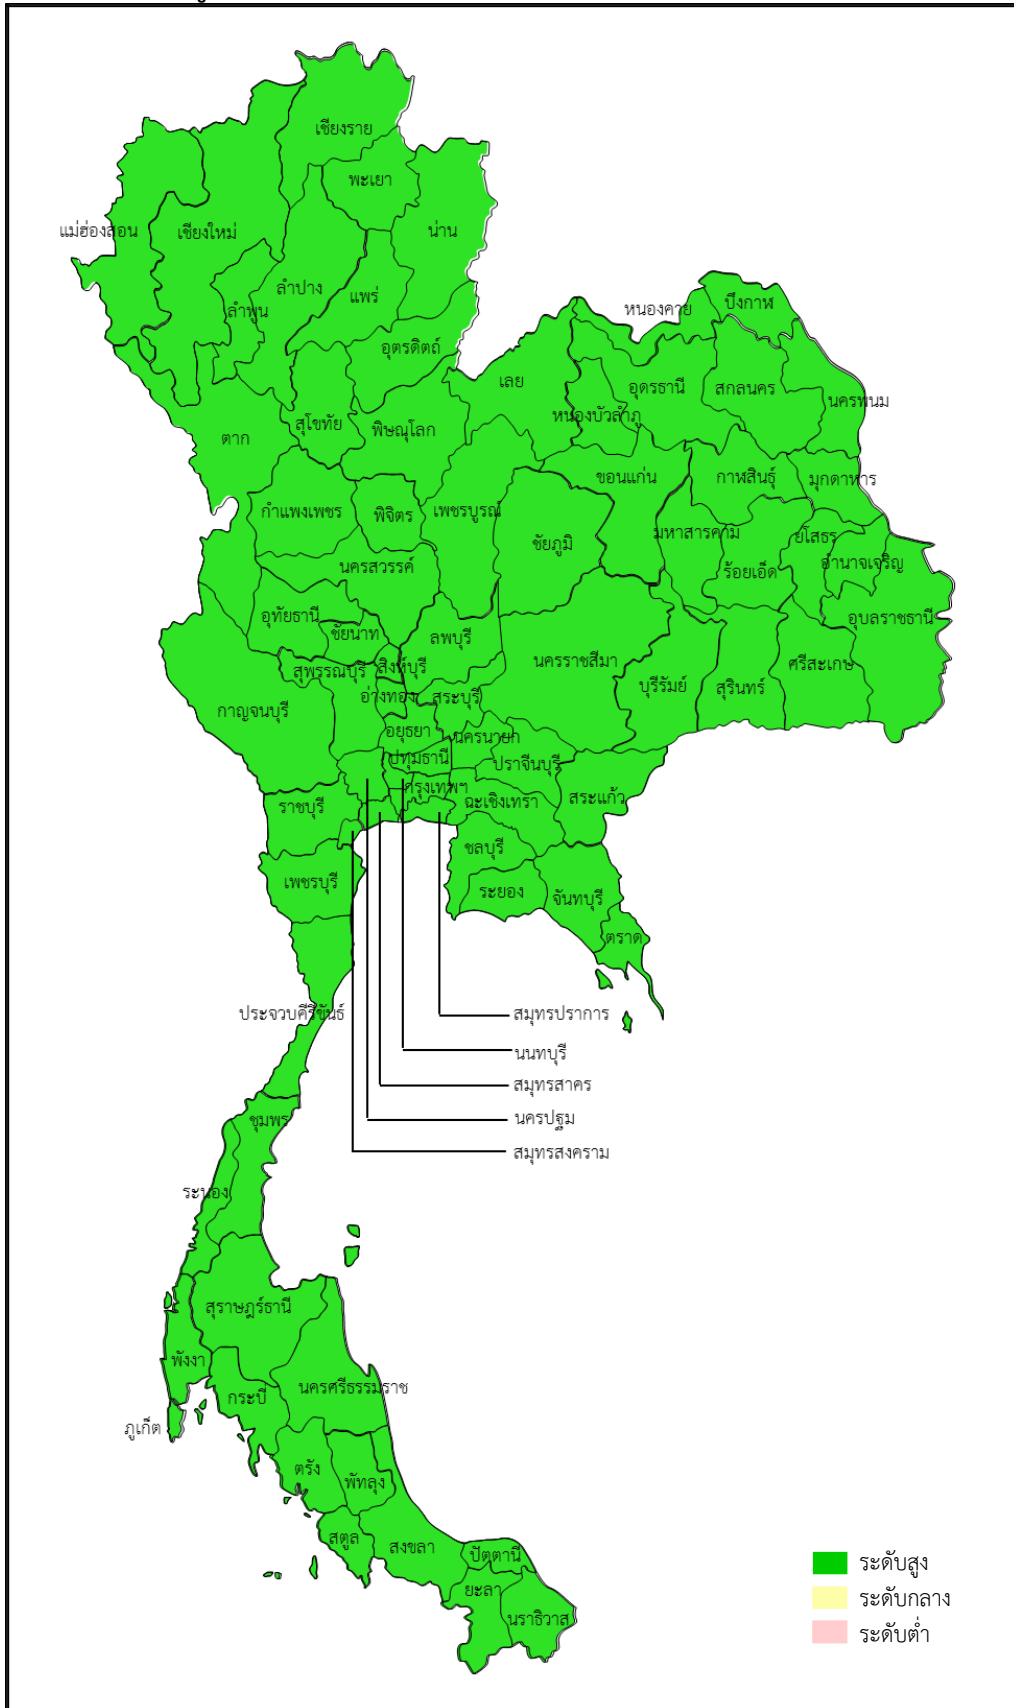 เชียงราย
พะเยา
แม่ฮ่องสอน
เชียงใหม่
น่าน
ลำปาง
แพร่
ลำพูน
หนองคาย
บึงกาฬ
อุตรดิตถ์
เลย
อุดรธานี
สกลนคร
นครพนม
หนองบัวลำภู
ตาก
สุโขทัย
พิษณุโลก
ขอนแก่น
กาฬสินธุ์
มุกดาหาร
กำแพงเพชร
พิจิตร
เพชรบูรณ์
ชัยภูมิ
มหาสารคาม
ยโสธร
ร้อยเอ็ด
อำนาจเจริญ
นครสวรรค์
อุทัยธานี
ชัยนาท
ลพบุรี
อุบลราชธานี
สุพรรณบุรี
สิงห์บุรี
นครราชสีมา
ศรีสะเกษ
บุรีรัมย์
สุรินทร์
อ่างทอง
สระบุรี
กาญจนบุรี
อยุธยา
นครนายก
ปทุมธานี
ปราจีนบุรี
กรุงเทพฯ
ฉะเชิงเทรา
สระแก้ว
ราชบุรี
ชลบุรี
เพชรบุรี
ระยอง
จันทบุรี
ตราด
ประจวบคีรีขันธ์
สมุทรปราการ
นนทบุรี
สมุทรสาคร
นครปฐม
สมุทรสงคราม
ชุมพร
ระนอง
สุราษฎร์ธานี
พังงา
กระบี่
นครศรีธรรมราช
ภูเก็ต
ตรัง
พัทลุง
สตูล
สงขลา
ปัตตานี
ยะลา
นราธิวาส
ระดับสูง
ระดับกลาง
ระดับต่ำ